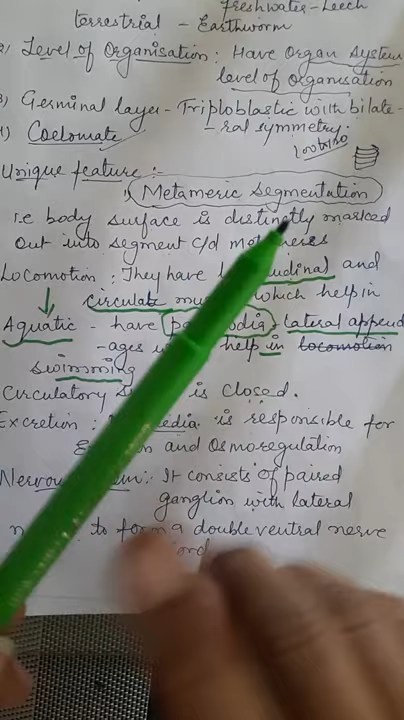 Freshwater-Leech
terrestrial - Earthworm
2) Level of Organisation: Have Organ System
level of organisation
3) Germinal layer- Triploblastic with bilate-
-ral symmetry.
4) Coelomate
Unique feature:-
Metameric Segmentation
i.e body surface is distinctly marked
Out into segment c/d
Locomotion: They have and
circular which help in
Aquatic - have lateral append
-ages help in locomotion
swimming
Circulatory is closed.
Excretion: is responsible for
and Osmoregulation
Nervous It consists of paired
ganglion with lateral
to form a double ventral nerve